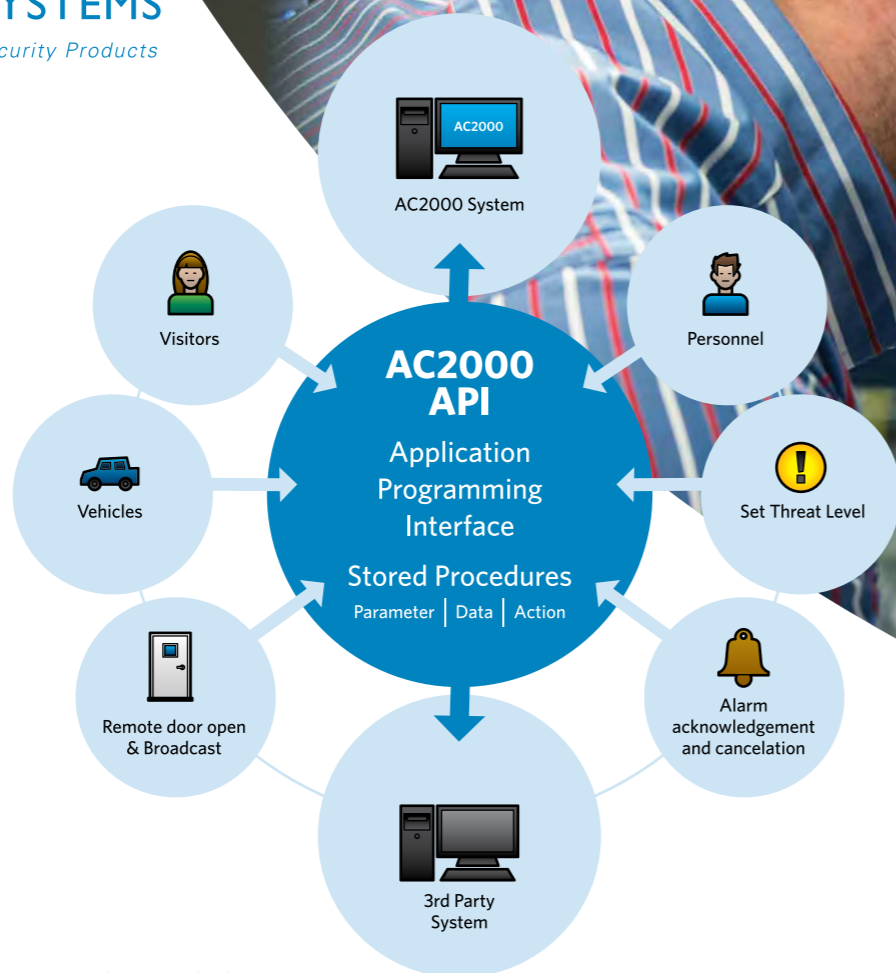 YSTEMS
curity Products
AC2000
AC2000 System
Visitors
Personnel
AC2000
API
Application
Programming
Interface
Stored Procedures
Parameter | Data | Action
Vehicles
Set Threat Level
Remote door open
& Broadcast
Alarm
acknowledgement
and cancelation
3rd Party
System